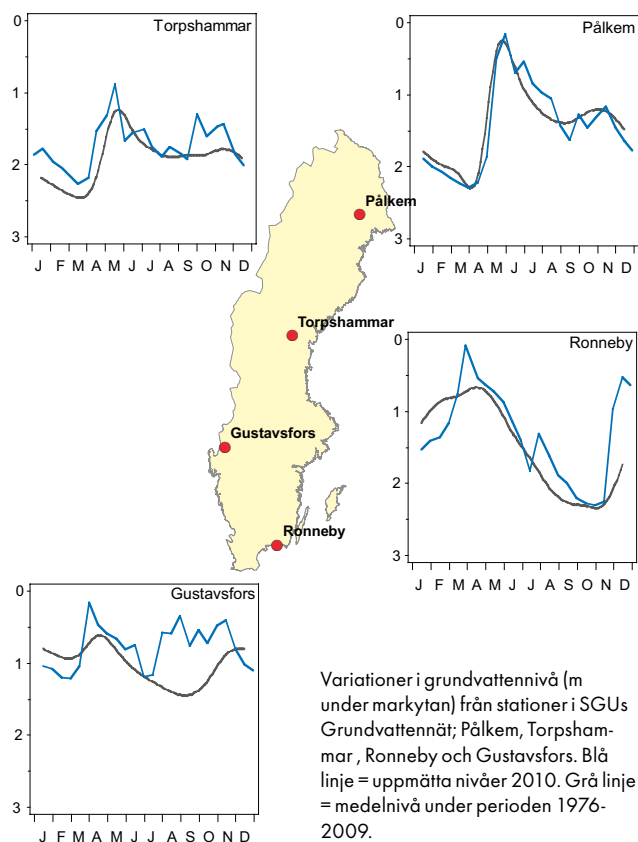 Torpshammar
0
1
2
3
J F M A M J J A S O N D
Pålkem
0
1
2
3
J F M A M J J A S O N D
Pålkem
Torpshammar
Gustavsfors
Ronneby
Ronneby
0
1
2
3
J F M A M J J A S O N D
Gustavsfors
0
1
2
3
J F M A M J J A S O N D
Variationer i grundvattennivå (m
under markytan) från stationer i SGUs
Grundvattennät; Pålkem, Torpsham-
mar , Ronneby och Gustavsfors. Blå
linje = uppmätta nivåer 2010. Grå linje
= medelnivå under perioden 1976-
2009.